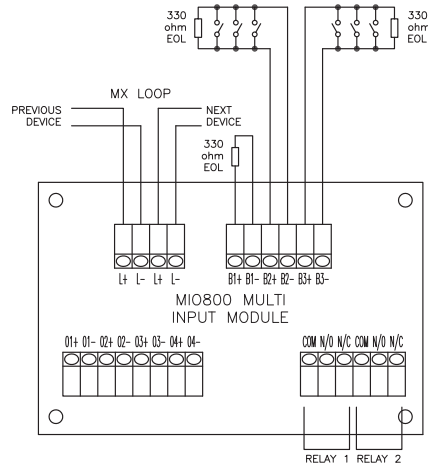 330
ohm
EOL
330
ohm
EOL
MX LOOP
PREVIOUS
DEVICE
NEXT
DEVICE
330
ohm
EOL
L+ L- L+ L-
B1+ B1- B2+ B2- B3+ B3-
MIO800 MULTI
INPUT MODULE
01+ 01- 02+ 02- 03+ 03- 04+ 04-
COM N/O N/C COM N/O N/C
RELAY 1 RELAY 2